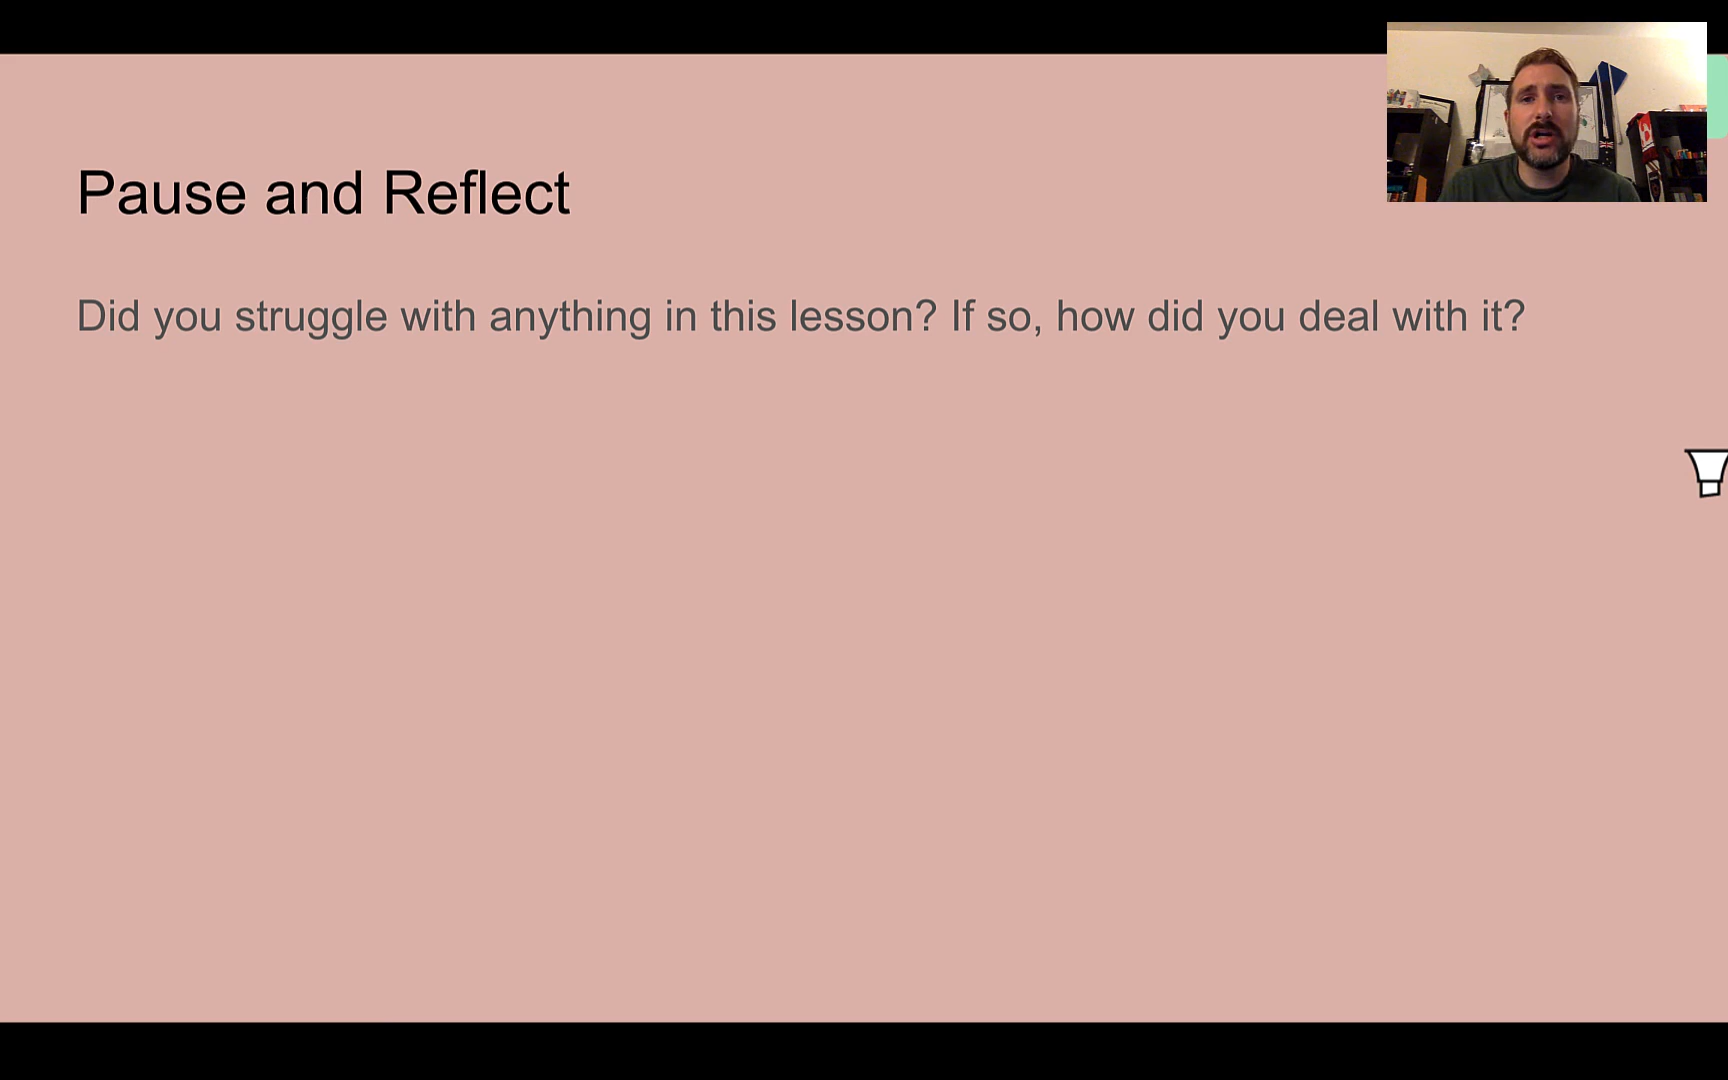 Pause and Reflect
Did you struggle with anything in this lesson? If so, how did you deal with it?